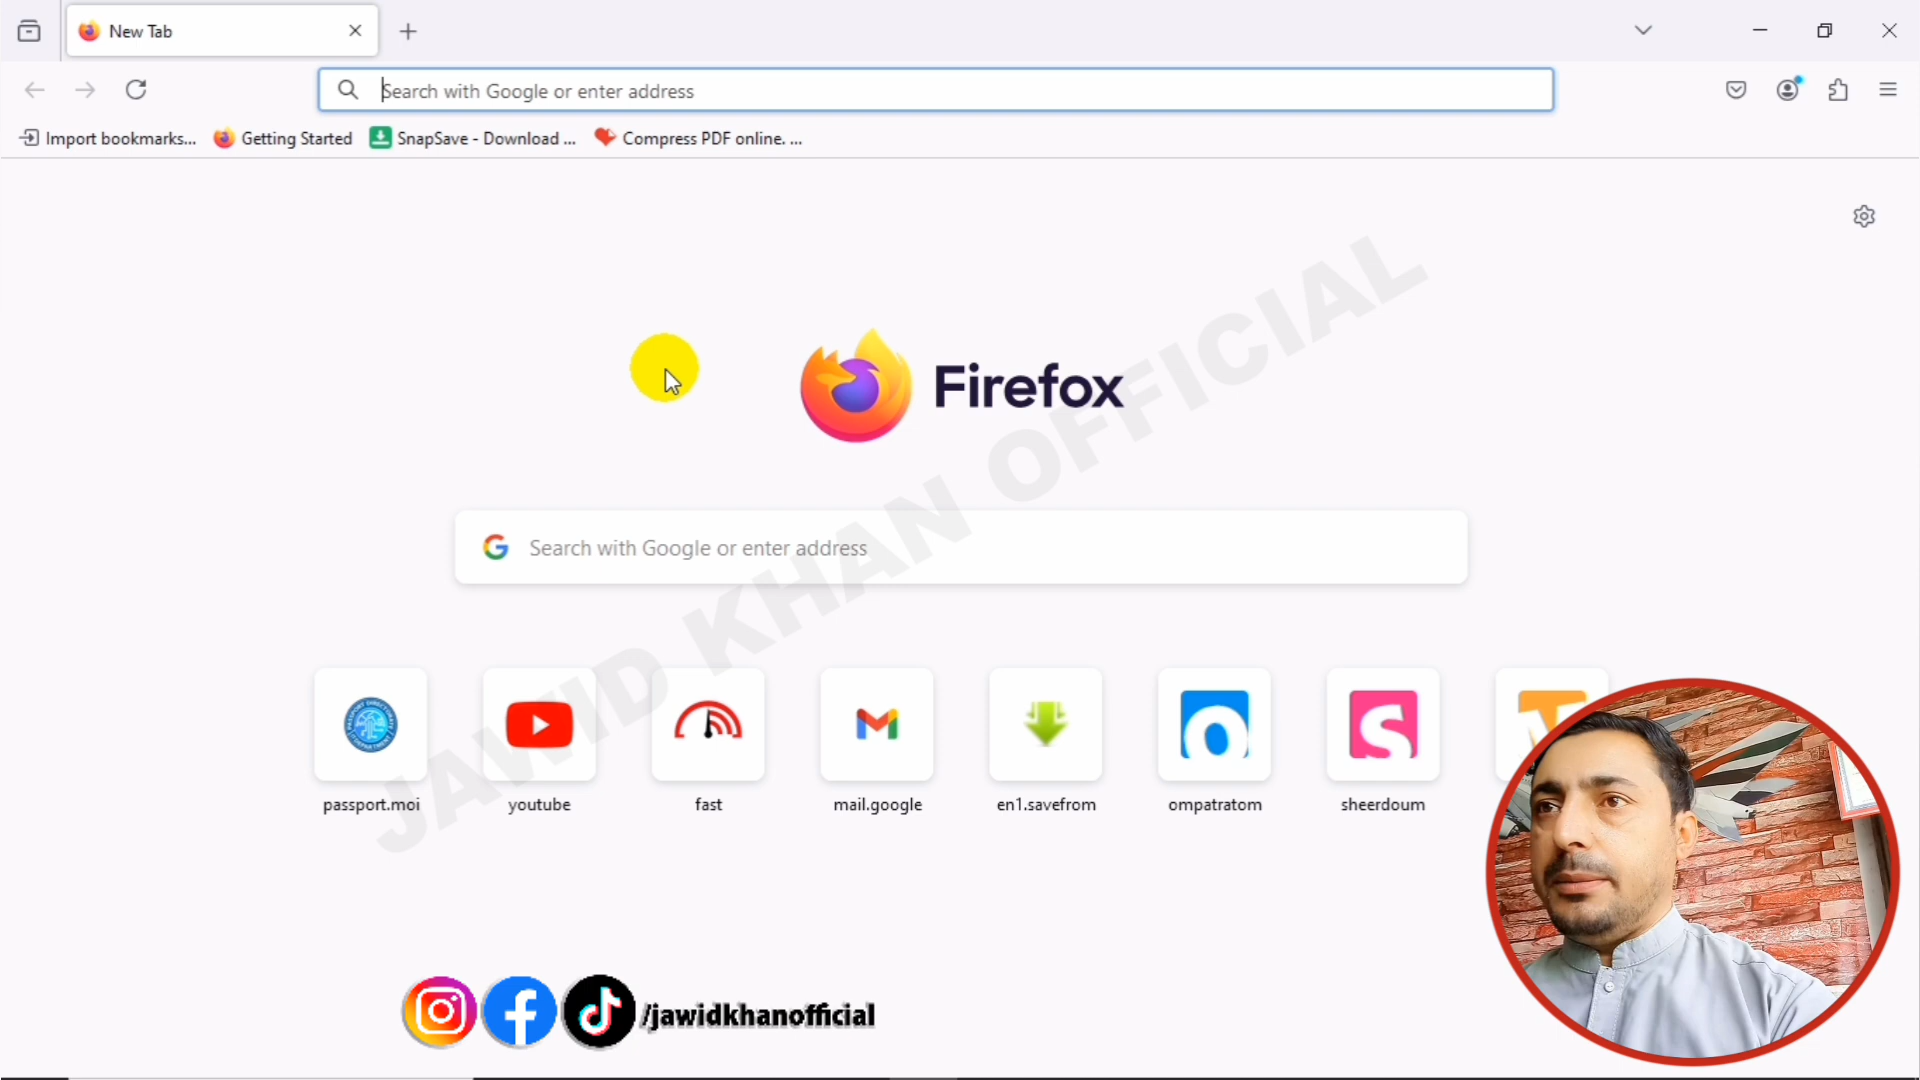 New Tab
Search with Google or enter address
Import bookmarks...
Getting Started
SnapSave - Download ...
Compress PDF online. ...
JAWID KHAN OFFICIAL
Firefox
Search with Google or enter address
passport.moi
youtube
fast
mail.google
en1.savefrom
ompatratom
sheerdoum
/jawidkhanofficial